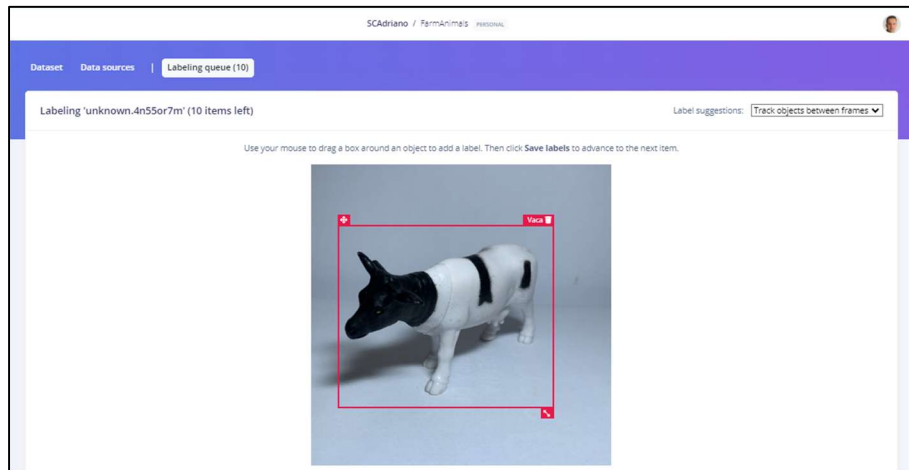 SCAdriano / FarmAnimals PERSONAL
Dataset Data sources | Labeling queue (10)
Labeling 'unknown.4n55or7m' (10 items left)
Label suggestions: Track objects between frames
Use your mouse to drag a box around an object to add a label. Then click Save labels to advance to the next item.
Vaca